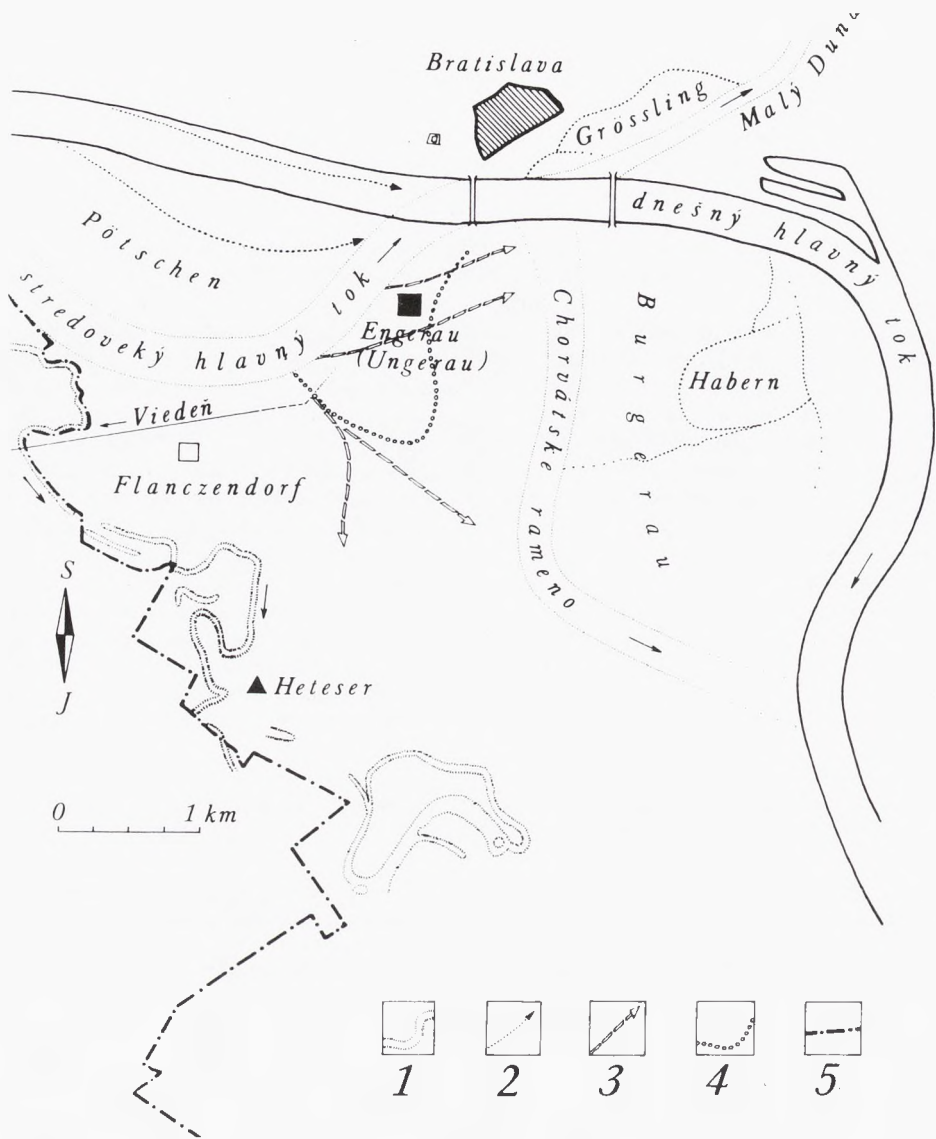 Bratislava
Grössling
Malý Dun
dnešný hlavný tok
Pötschen
stredoveký hlavný tok
Engerau
(Ungerau)
Chorvátske rameno
Burgerau
Habern
Viedeň
Flanczendorf
S
J
Heteser
0 1 km
1 2 3 4 5